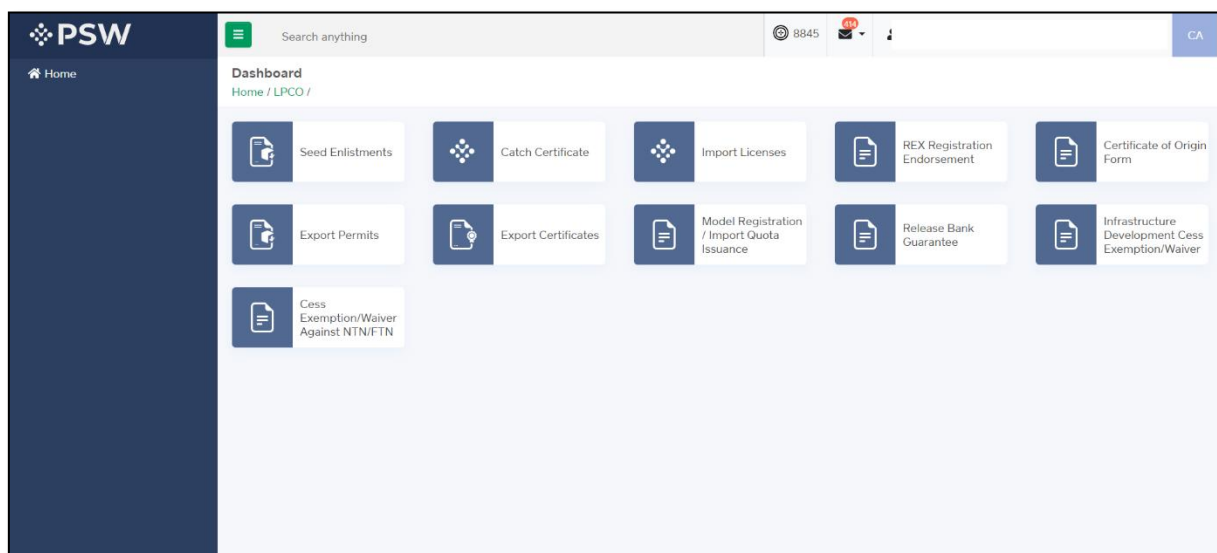 PSW
Search anything
8845
414
CA
Home
Dashboard
Home / LPCO /
Seed Enlistments
Catch Certificate
Import Licenses
REX Registration
Endorsement
Certificate of Origin
Form
Export Permits
Export Certificates
Model Registration
/ Import Quota
Issuance
Release Bank
Guarantee
Infrastructure
Development Cess
Exemption/Waiver
Cess
Exemption/Waiver
Against NTN/FTN